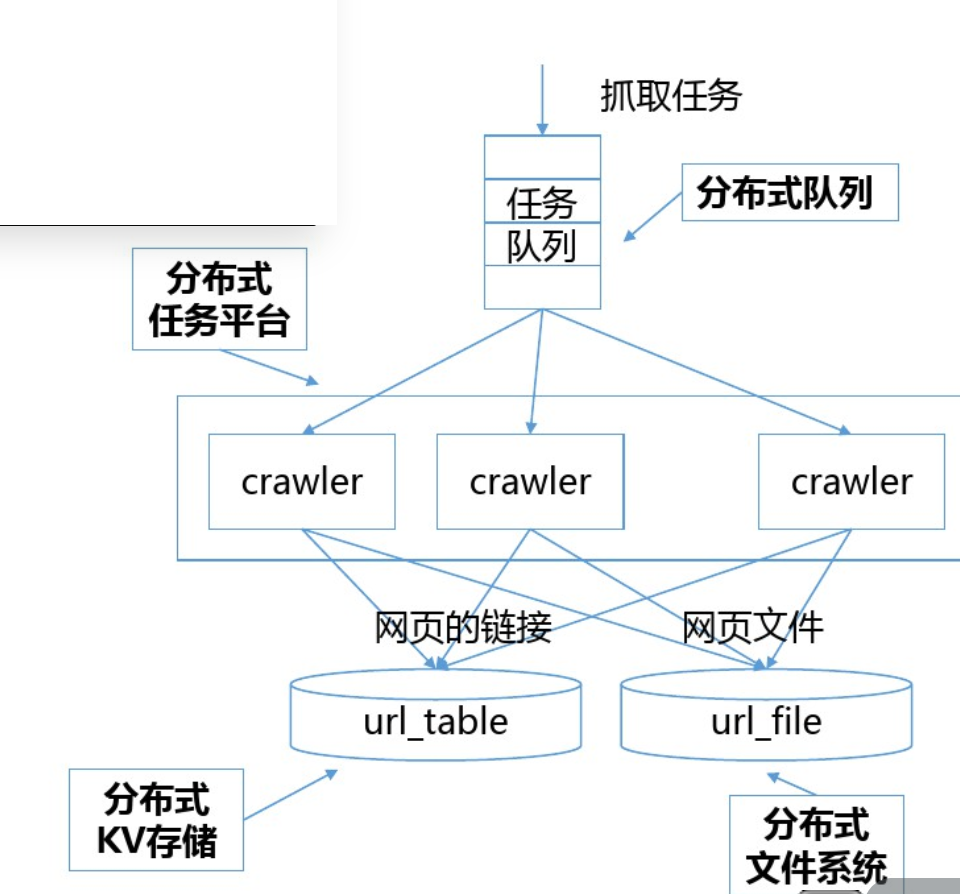 抓取任务
分布式队列
任务
队列
分布式
任务平台
crawler
crawler
crawler
网页的链接
网页文件
url_table
url_file
分布式
KV存储
分布式
文件系统